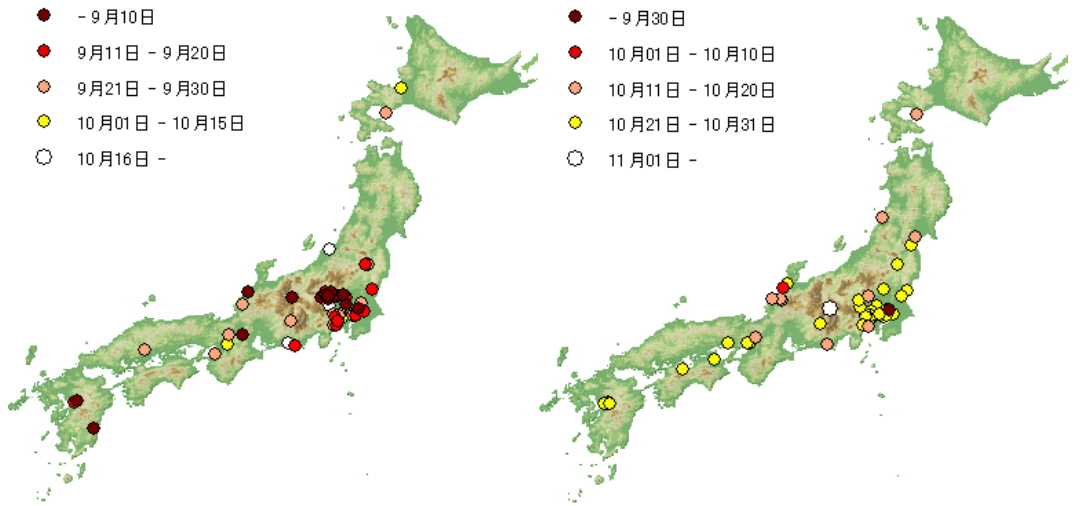 - 9月10日
9月11日 - 9月20日
9月21日 - 9月30日
10月01日 - 10月15日
10月16日 -
- 9月30日
10月01日 - 10月10日
10月11日 - 10月20日
10月21日 - 10月31日
11月01日 -